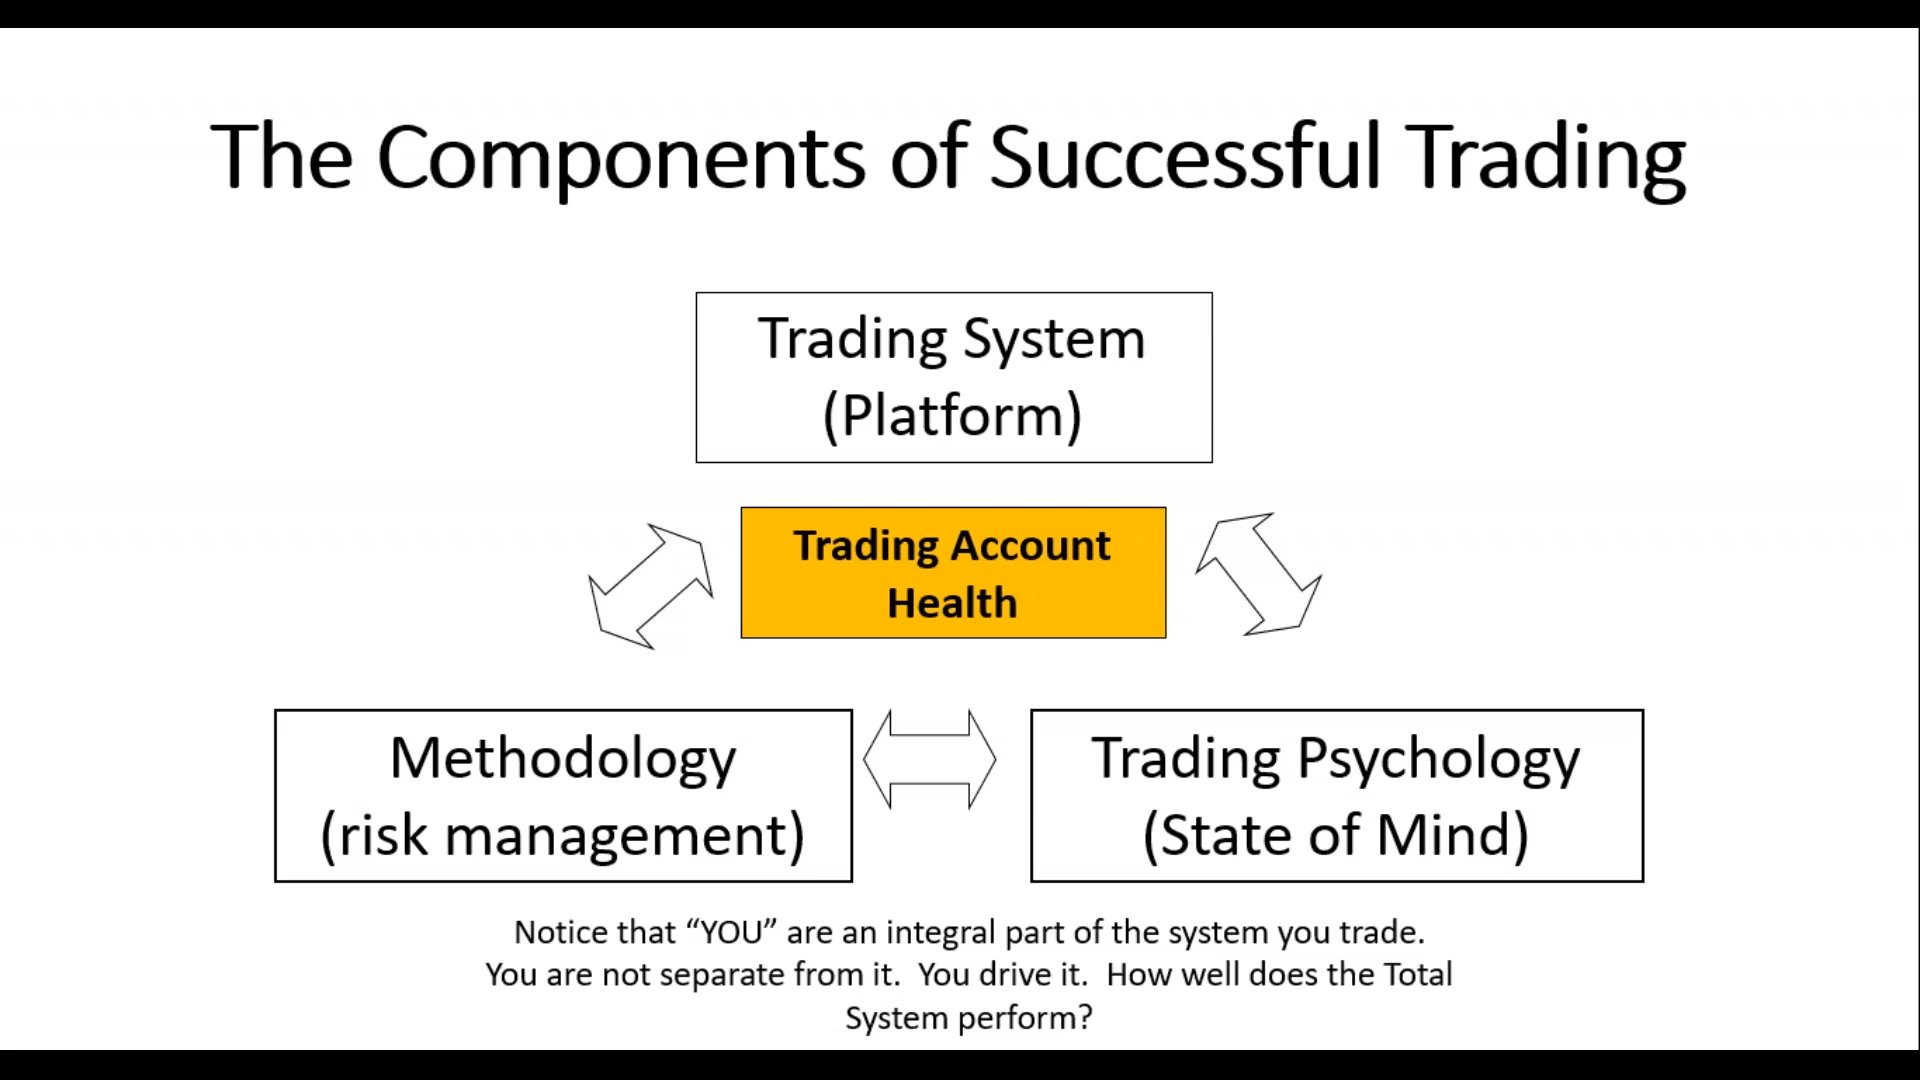 The Components of Successful Trading
Trading System
(Platform)
Trading Account
Health
Methodology
(risk management)
Trading Psychology
(State of Mind)
Notice that “YOU” are an integral part of the system you trade.
You are not separate from it.  You drive it.  How well does the Total
System perform?